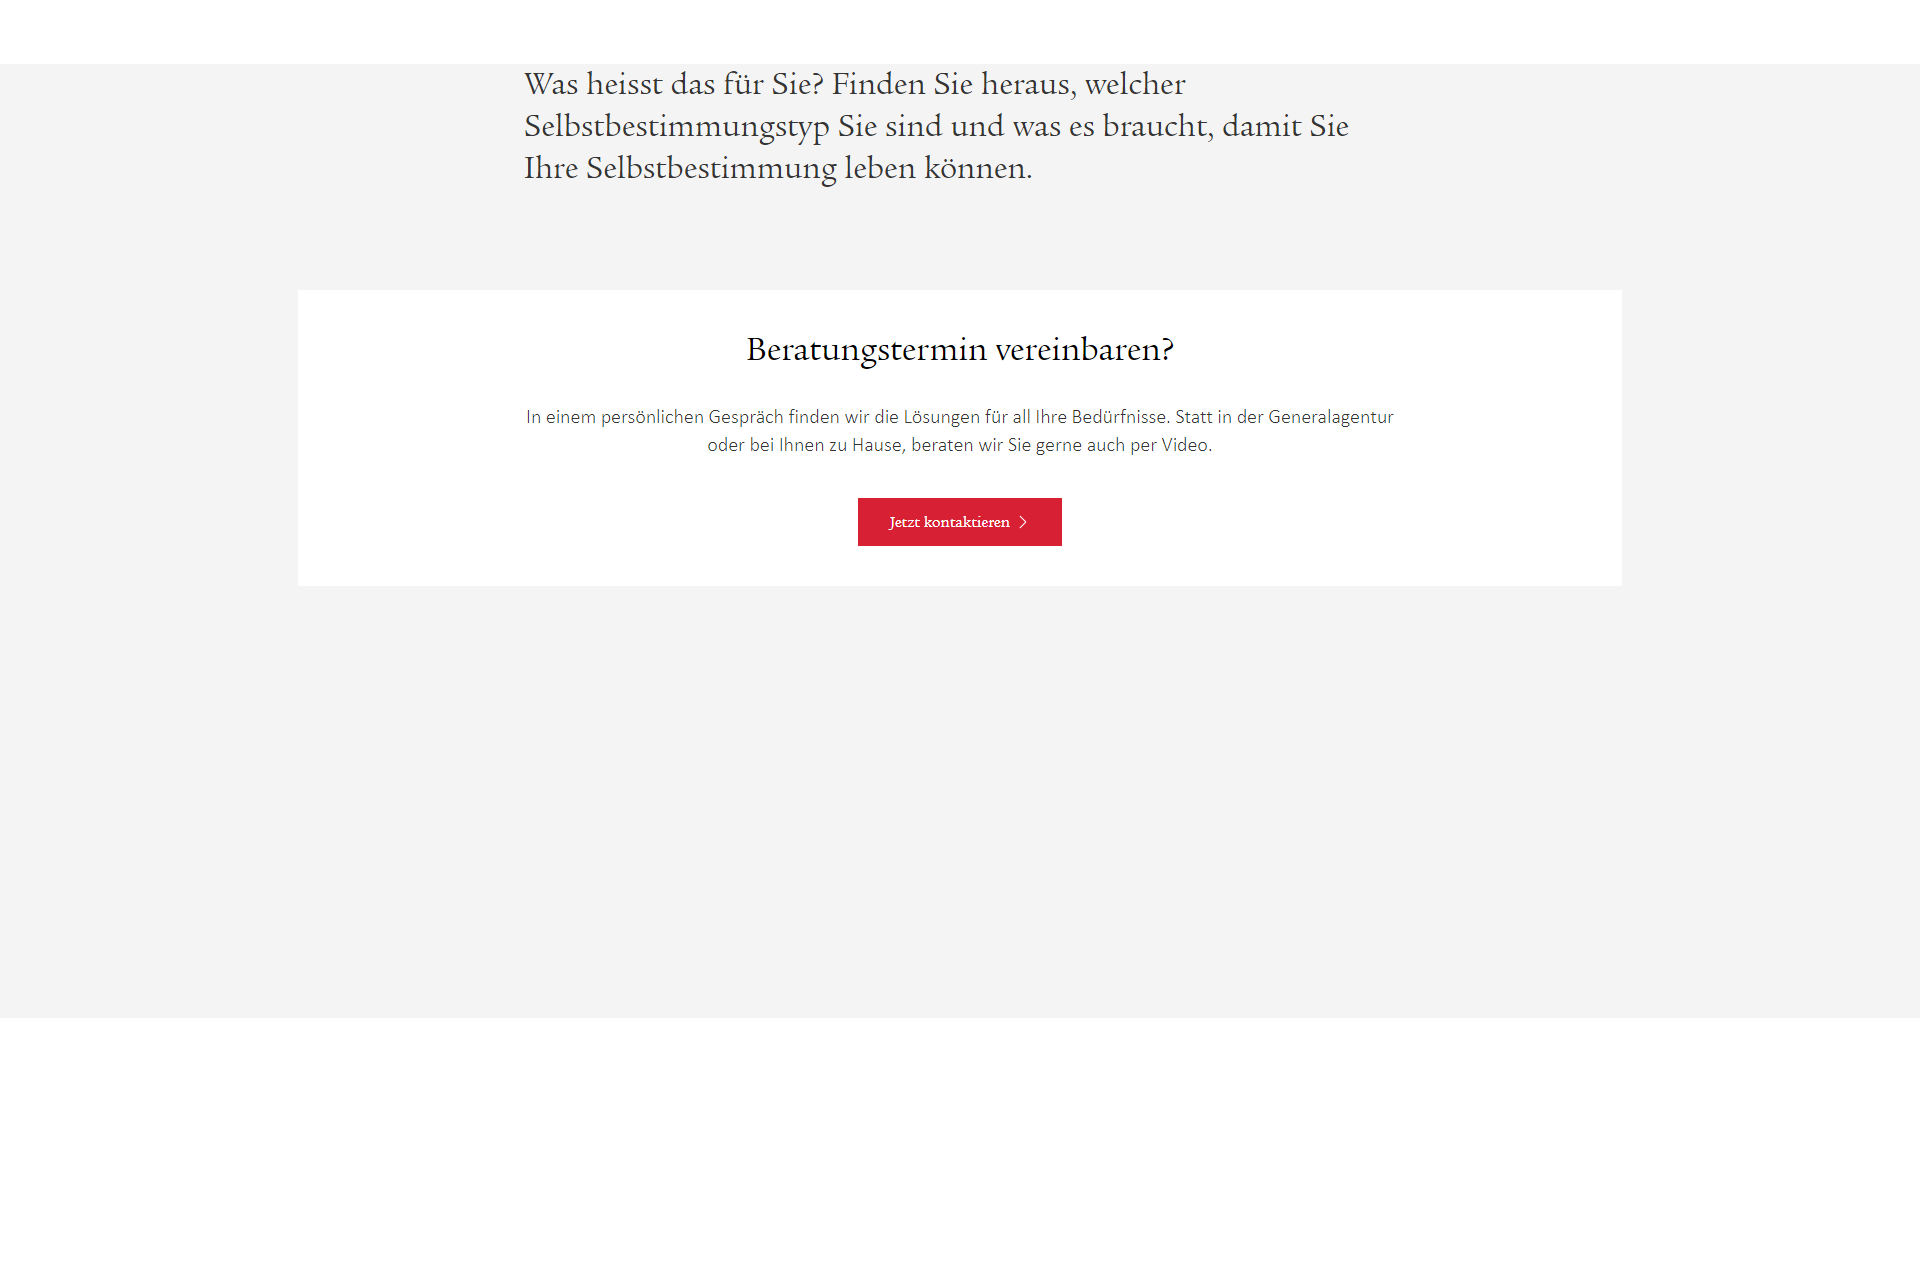 Was heisst das für Sie? Finden Sie heraus, welcher
Selbstbestimmungstyp Sie sind und was es braucht, damit Sie
Ihre Selbstbestimmung leben können.
Beratungstermin vereinbaren?
In einem persönlichen Gespräch finden wir die Lösungen für all Ihre Bedürfnisse. Statt in der Generalagentur
oder bei Ihnen zu Hause, beraten wir Sie gerne auch per Video.
Jetzt kontaktieren